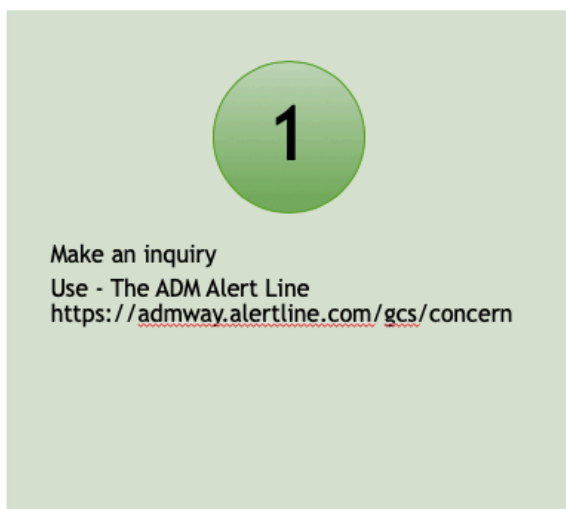 1
Make an inquiry
Use - The ADM Alert Line
https://admway.alertline.com/gcs/concern